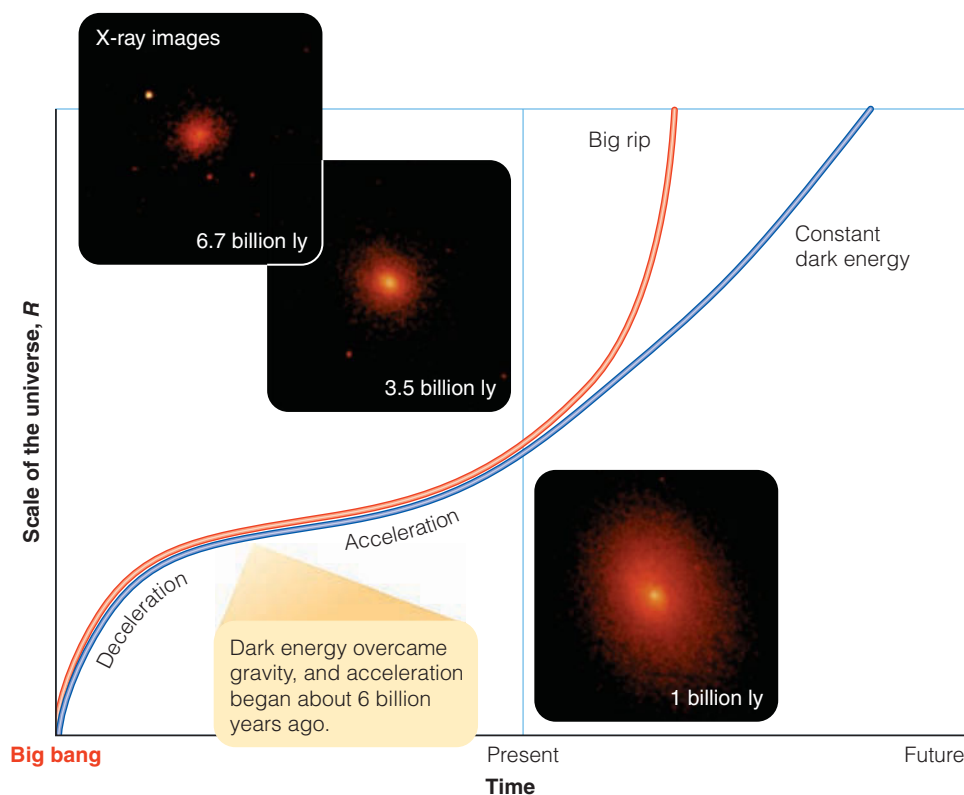 X-ray images
6.7 billion ly
3.5 billion ly
Big rip
Constant
dark energy
Scale of the universe, R
Deceleration
Acceleration
Dark energy overcame
gravity, and acceleration
began about 6 billion
years ago.
1 billion ly
Big bang
Present
Future
Time